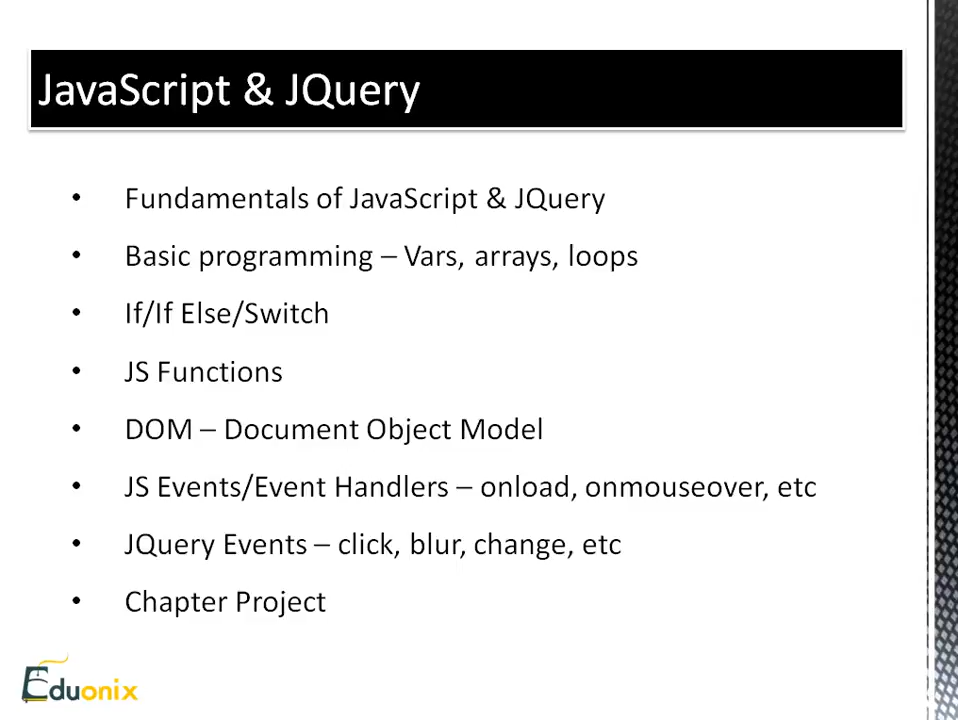 JavaScript & JQuery
• Fundamentals of JavaScript & JQuery
• Basic programming – Vars, arrays, loops
• If/If Else/Switch
• JS Functions
• DOM – Document Object Model
• JS Events/Event Handlers – onload, onmouseover, etc
• JQuery Events – click, blur, change, etc
• Chapter Project
Eduonix